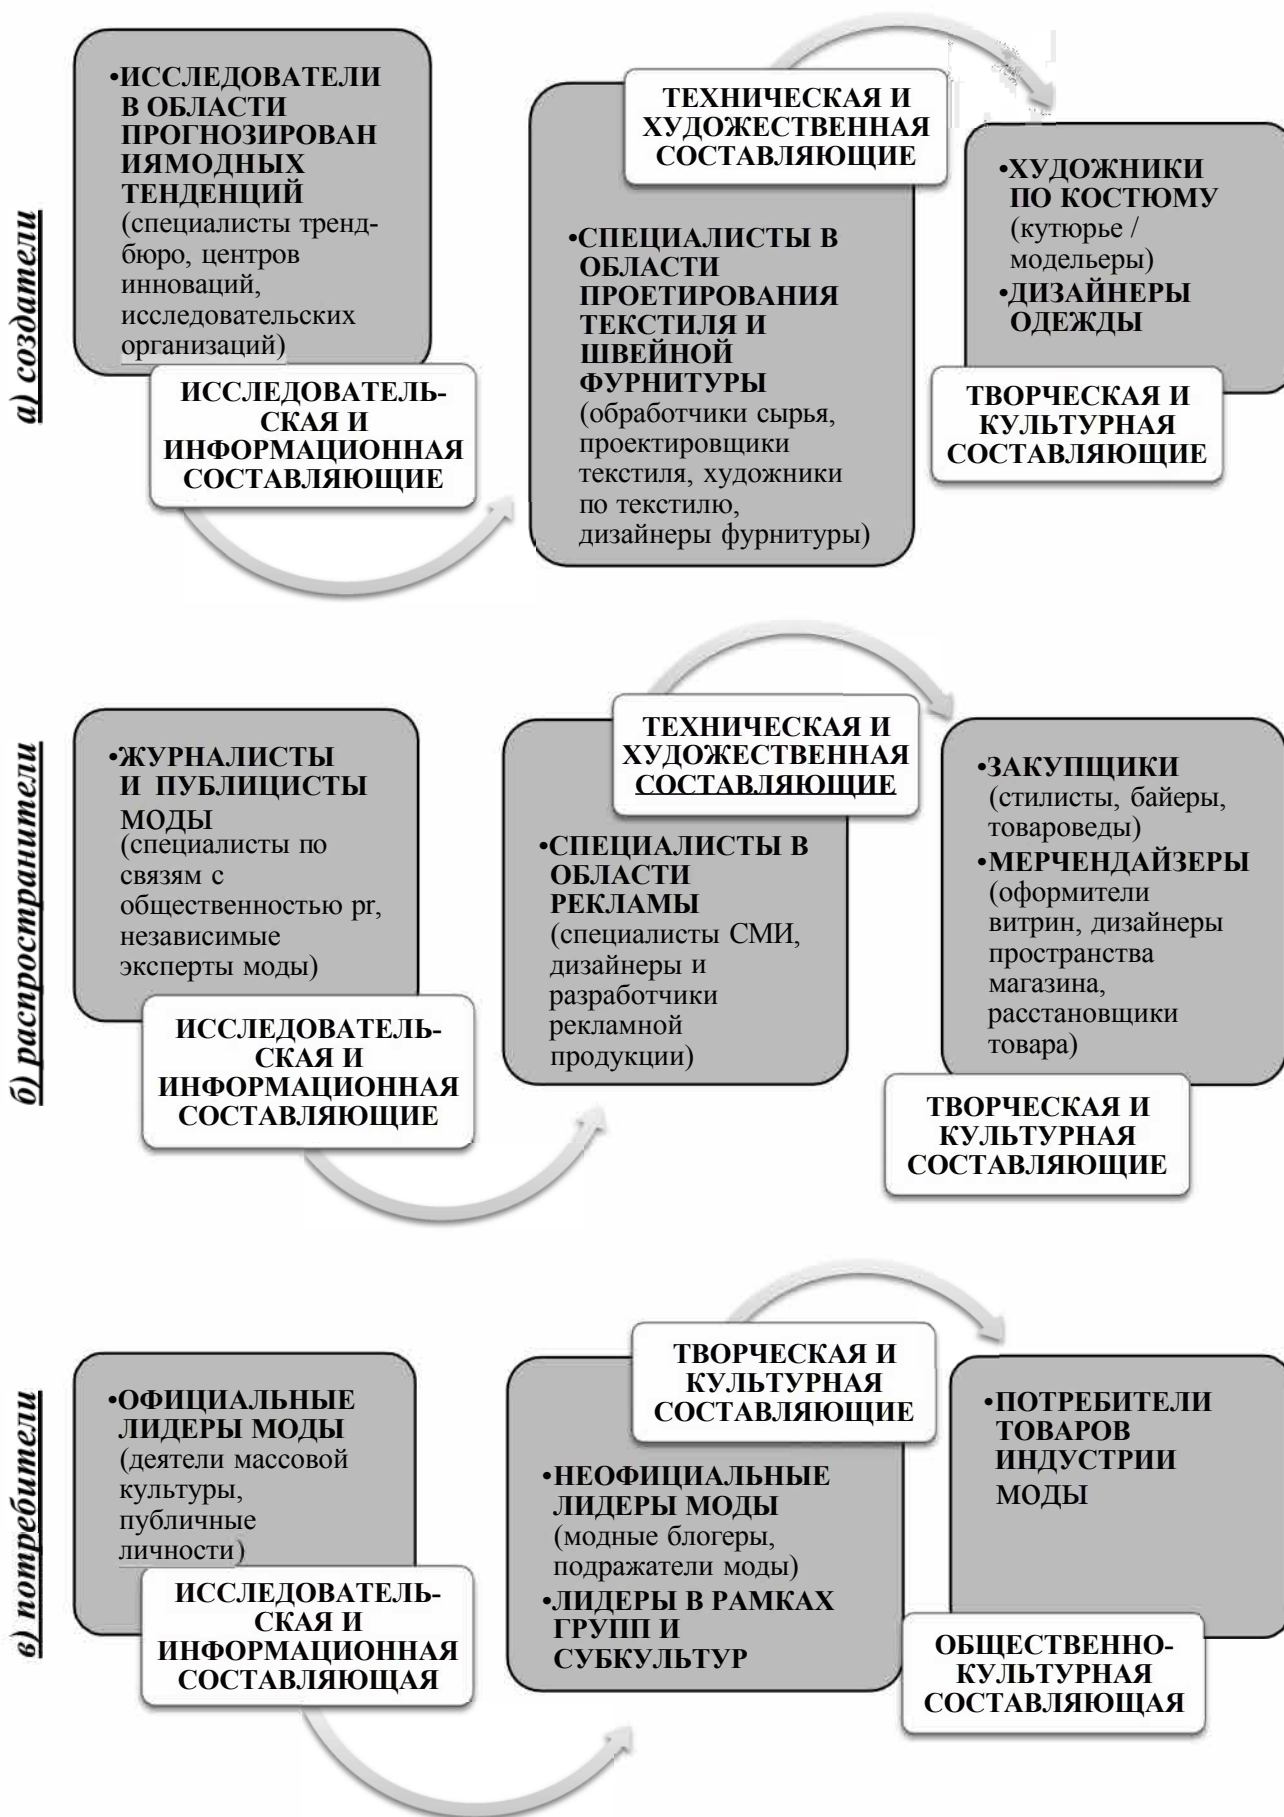 а) создатели
•ИССЛЕДОВАТЕЛИ
В ОБЛАСТИ
ПРОГНОЗИРОВАН
ИЯМОДНЫХ
ТЕНДЕНЦИЙ
(специалисты тренд-
бюро, центров
инноваций,
исследовательских
организаций)
ИССЛЕДОВАТЕЛЬ-
СКАЯ И
ИНФОРМАЦИОННАЯ
СОСТАВЛЯЮЩИЕ
ТЕХНИЧЕСКАЯ И
ХУДОЖЕСТВЕННАЯ
СОСТАВЛЯЮЩИЕ
•СПЕЦИАЛИСТЫ В
ОБЛАСТИ
ПРОЕТИРОВАНИЯ
ТЕКСТИЛЯ И
ШВЕЙНОЙ
ФУРНИТУРЫ
(обработчики сырья,
проектировщики
текстиля, художники
по текстилю,
дизайнеры фурнитуры)
•ХУДОЖНИКИ
ПО КОСТЮМУ
(кутюрье /
модельеры)
•ДИЗАЙНЕРЫ
ОДЕЖДЫ
ТВОРЧЕСКАЯ И
КУЛЬТУРНАЯ
СОСТАВЛЯЮЩИЕ
б) распространители
•ЖУРНАЛИСТЫ
И ПУБЛИЦИСТЫ
МОДЫ
(специалисты по
связям с
общественностью pr,
независимые
эксперты моды)
ИССЛЕДОВАТЕЛЬ-
СКАЯ И
ИНФОРМАЦИОННАЯ
СОСТАВЛЯЮЩИЕ
ТЕХНИЧЕСКАЯ И
ХУДОЖЕСТВЕННАЯ
СОСТАВЛЯЮЩИЕ
•СПЕЦИАЛИСТЫ В
ОБЛАСТИ
РЕКЛАМЫ
(специалисты СМИ,
дизайнеры и
разработчики
рекламной
продукции)
•ЗАКУПЩИКИ
(стилисты, байеры,
товароведы)
•МЕРЧЕНДАЙЗЕРЫ
(оформители
витрин, дизайнеры
пространства
магазина,
расстановщики
товара)
ТВОРЧЕСКАЯ И
КУЛЬТУРНАЯ
СОСТАВЛЯЮЩИЕ
в) потребители
•ОФИЦИАЛЬНЫЕ
ЛИДЕРЫ МОДЫ
(деятели массовой
культуры,
публичные
личности)
ИССЛЕДОВАТЕЛЬ-
СКАЯ И
ИНФОРМАЦИОННАЯ
СОСТАВЛЯЮЩАЯ
ТВОРЧЕСКАЯ И
КУЛЬТУРНАЯ
СОСТАВЛЯЮЩИЕ
•НЕОФИЦИАЛЬНЫЕ
ЛИДЕРЫ МОДЫ
(модные блогеры,
подражатели моды)
•ЛИДЕРЫ В РАМКАХ
ГРУПП И
СУБКУЛЬТУР
•ПОТРЕБИТЕЛИ
ТОВАРОВ
ИНДУСТРИИ
МОДЫ
ОБЩЕСТВЕННО-
КУЛЬТУРНАЯ
СОСТАВЛЯЮЩАЯ